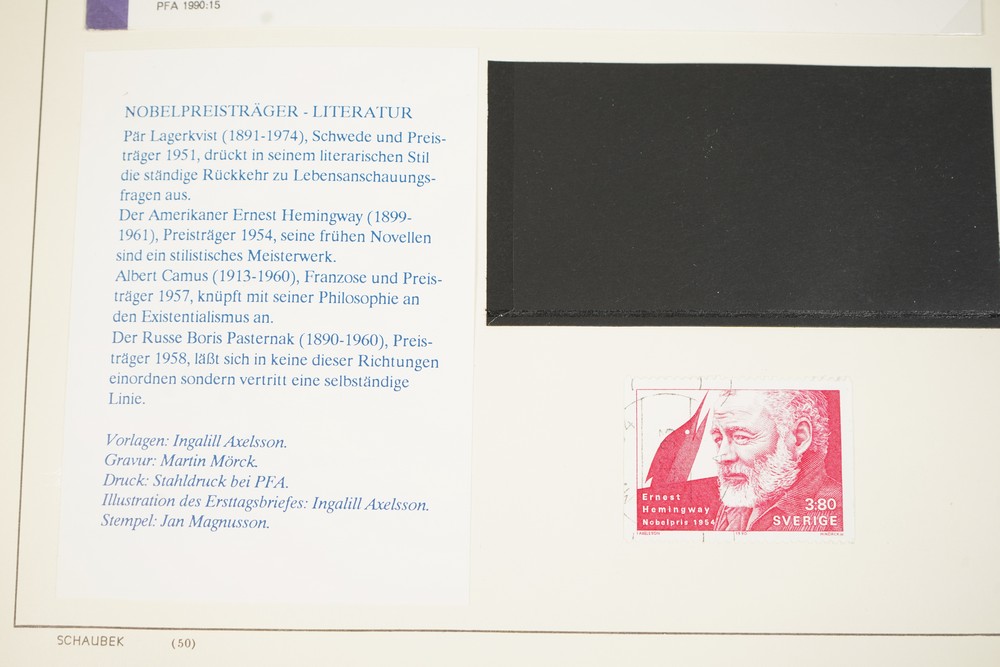 PFA 1990:15
NOBELPREISTRÄGER - LITERATUR
Pär Lagerkvist (1891-1974), Schwede und Preis-
träger 1951, drückt in seinem literarischen Stil
die ständige Rückkehr zu Lebensanschauungs-
fragen aus.
Der Amerikaner Ernest Hemingway (1899-
1961), Preisträger 1954, seine frühen Novellen
sind ein stilistisches Meisterwerk.
Albert Camus (1913-1960), Franzose und Preis-
träger 1957, knüpft mit seiner Philosophie an
den Existentialismus an.
Der Russe Boris Pasternak (1890-1960), Preis-
träger 1958, läßt sich in keine dieser Richtungen
einordnen sondern vertritt eine selbständige
Linie.
Vorlagen: Ingalill Axelsson.
Gravur: Martin Mörck.
Druck: Stahldruck bei PFA.
Illustration des Ersttagsbriefes: Ingalill Axelsson.
Stempel: Jan Magnusson.
Ernest
Hemingway
Nobelpris 1954
3:80
SVERIGE
SCHAUBEK (50)